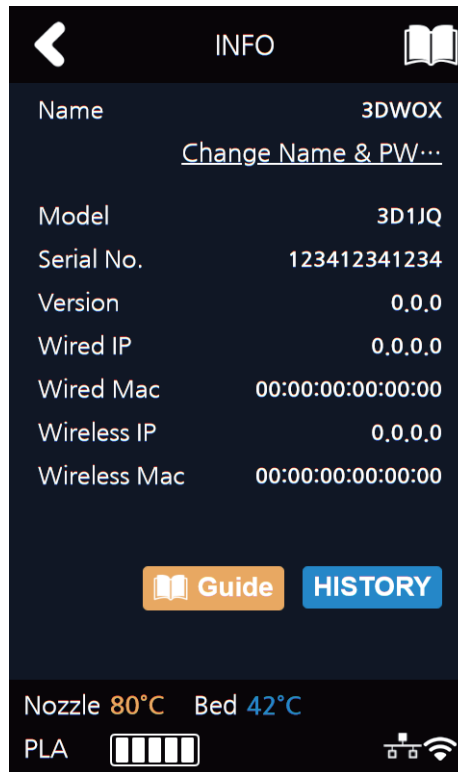 INFO
Name 3DWOX
Change Name & PW···
Model 3D1JQ
Serial No. 123412341234
Version 0.0.0
Wired IP 0.0.0.0
Wired Mac 00:00:00:00:00:00
Wireless IP 0.0.0.0
Wireless Mac 00:00:00:00:00:00
Guide HISTORY
Nozzle 80°C Bed 42°C
PLA